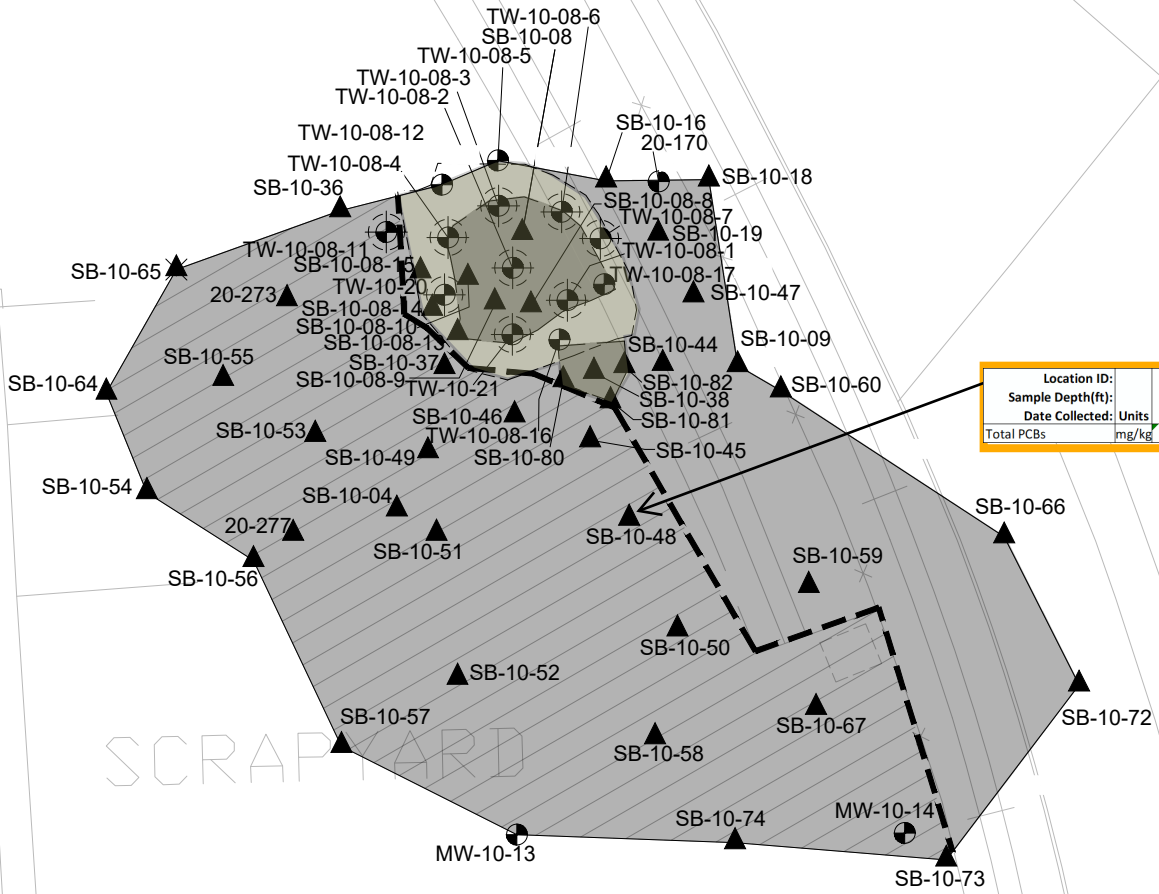 TW-10-08-6
SB-10-08
TW-10-08-5
TW-10-08-3
TW-10-08-2
TW-10-08-12
TW-10-08-4
SB-10-16
20-170
SB-10-36
SB-10-18
SB-10-08-8
TW-10-08-7
SB-10-19
TW-10-08-11
TW-10-08-1
SB-10-65
SB-10-08-15
TW-10-08-17
TW-10-20
20-273
SB-10-47
SB-10-08-14
SB-10-08-10
SB-10-08-13
SB-10-44
SB-10-09
SB-10-55
SB-10-37
SB-10-64
SB-10-08-9
TW-10-21
SB-10-82
SB-10-60
SB-10-38
SB-10-46
SB-10-81
SB-10-53
TW-10-08-16
SB-10-49
SB-10-80
SB-10-45
Location ID:
Sample Depth(ft):
Date Collected: Units
Total PCBs mg/kg
SB-10-54
SB-10-04
SB-10-66
20-277
SB-10-51
SB-10-48
SB-10-56
SB-10-59
SB-10-50
SB-10-52
SB-10-57
SB-10-67
SB-10-72
SCRAPYARD
SB-10-58
MW-10-14
SB-10-74
MW-10-13
SB-10-73